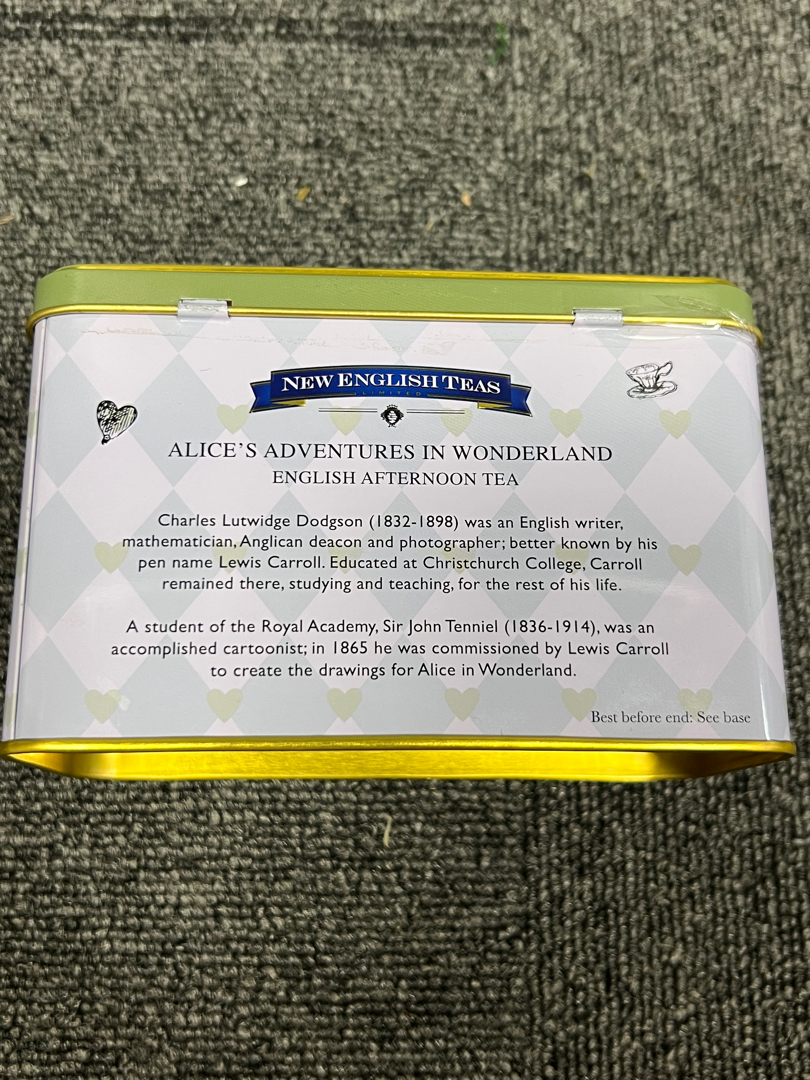 NEW ENGLISH TEAS
LIMITED
ALICE'S ADVENTURES IN WONDERLAND
ENGLISH AFTERNOON TEA
Charles Lutwidge Dodgson (1832-1898) was an English writer,
mathematician, Anglican deacon and photographer; better known by his
pen name Lewis Carroll. Educated at Christchurch College, Carroll
remained there, studying and teaching, for the rest of his life.
A student of the Royal Academy, Sir John Tenniel (1836-1914), was an
accomplished cartoonist; in 1865 he was commissioned by Lewis Carroll
to create the drawings for Alice in Wonderland.
Best before end: See base